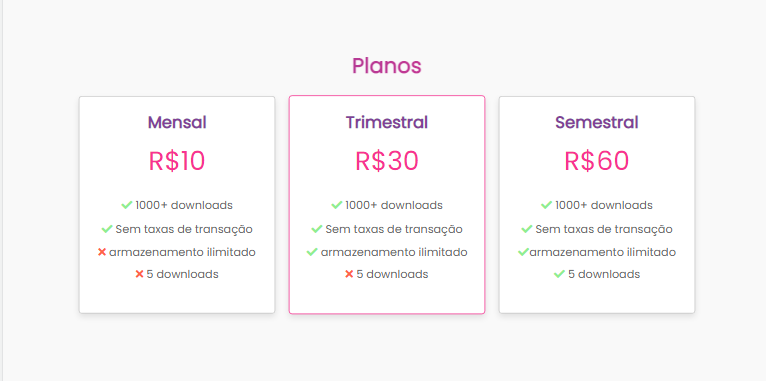 Planos
Mensal
R$10
1000+ downloads
Sem taxas de transação
armazenamento ilimitado
5 downloads
Trimestral
R$30
1000+ downloads
Sem taxas de transação
armazenamento ilimitado
5 downloads
Semestral
R$60
1000+ downloads
Sem taxas de transação
armazenamento ilimitado
5 downloads